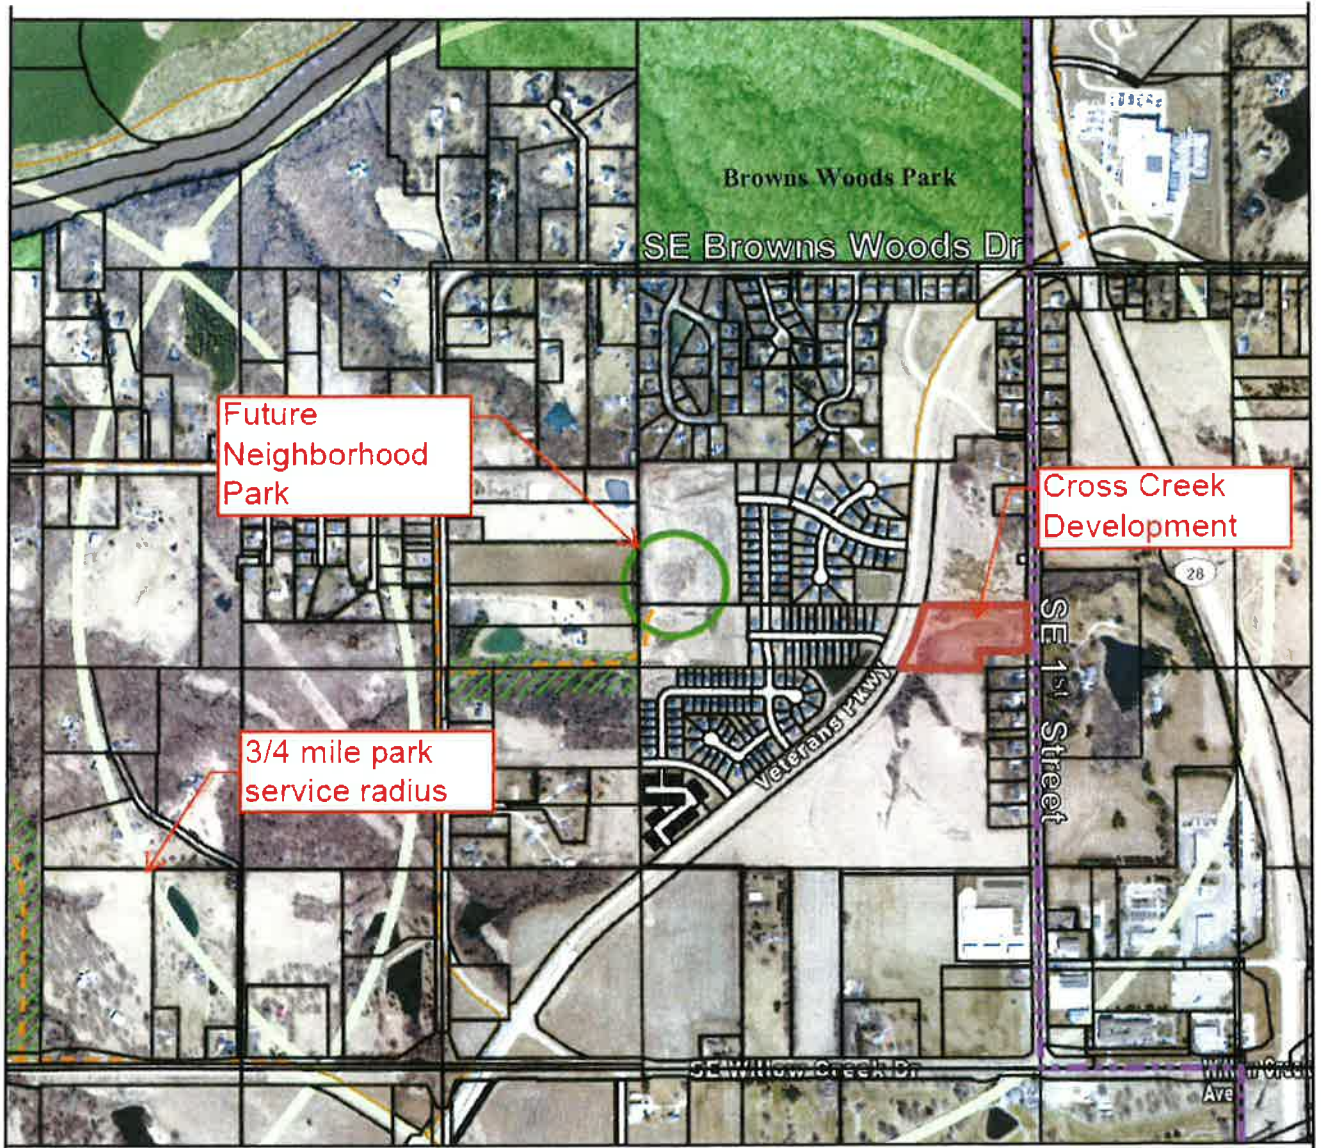 Browns Woods Park
SE Browns Woods Dr
Future
Neighborhood
Park
Cross Creek
Development
28
SE 1st Street
Veterans Pkwy
3/4 mile park
service radius
SE Willow Creek Dr
Ave